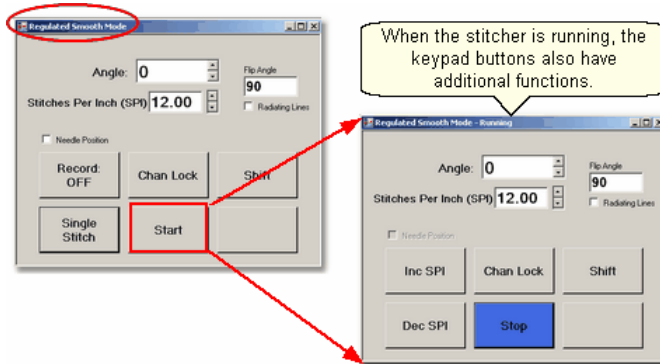 Regulated Smooth Mode
Angle: 0
Flip Angle
90
Stitches Per Inch (SPI) 12.00
Radiating Lines
Needle Position
Record: OFF
Chan Lock
Shift
Single Stitch
Start
When the stitcher is running, the
keypad buttons also have
additional functions.
Regulated Smooth Mode - Running
Angle: 0
Flip Angle
90
Stitches Per Inch (SPI) 12.00
Radiating Lines
Needle Position
Inc SPI
Chan Lock
Shift
Dec SPI
Stop